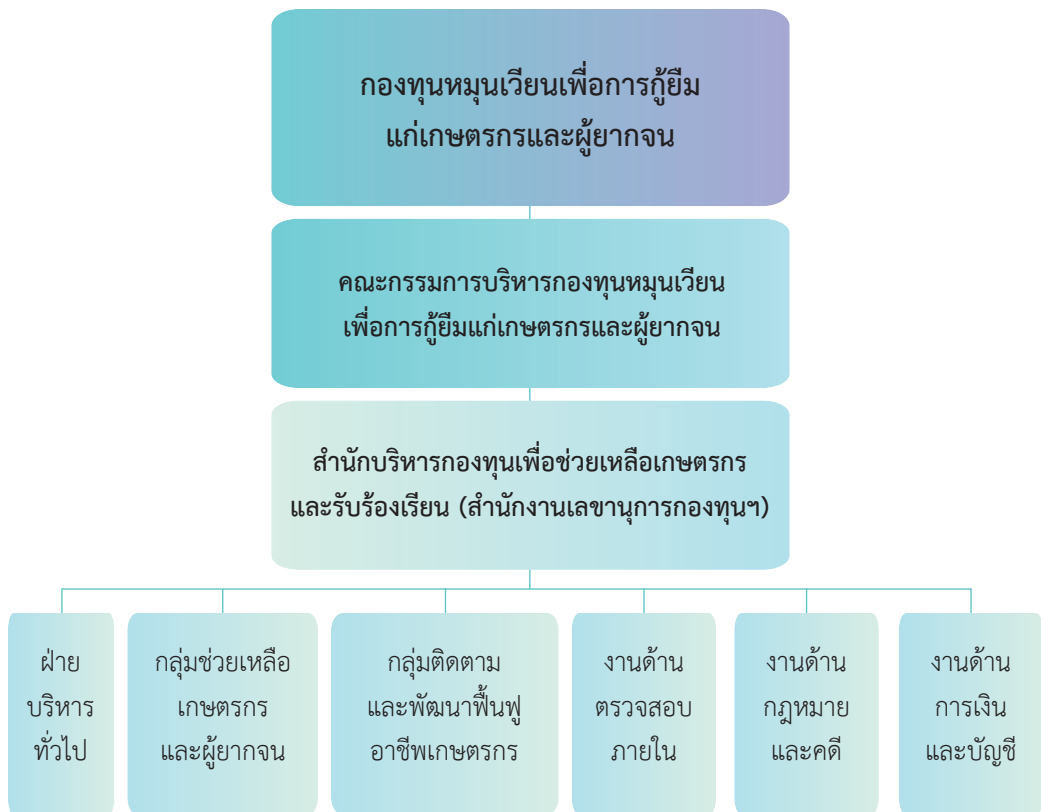 กองทุนหมุนเวียนเพื่อการกู้ยืม
แก่เกษตรกรและผู้ยากจน
คณะกรรมการบริหารกองทุนหมุนเวียน
เพื่อการกู้ยืมแก่เกษตรกรและผู้ยากจน
สำนักบริหารกองทุนเพื่อช่วยเหลือเกษตรกร
และรับร้องเรียน (สำนักงานเลขานุการกองทุนฯ)
ฝ่าย
บริหาร
ทั่วไป
กลุ่มช่วยเหลือ
เกษตรกร
และผู้ยากจน
กลุ่มติดตาม
และพัฒนาฟื้นฟู
อาชีพเกษตรกร
งานด้าน
ตรวจสอบ
ภายใน
งานด้าน
กฎหมาย
และคดี
งานด้าน
การเงิน
และบัญชี